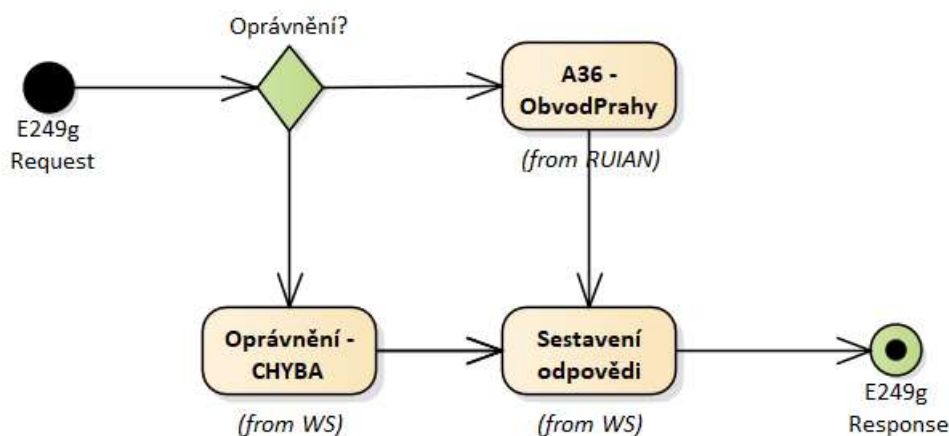 Oprávnění?
E249g
Request
A36 -
ObvodPrahy
(from RUIAN)
Oprávnění -
CHYBA
(from WS)
Sestavení
odpovědi
(from WS)
E249g
Response